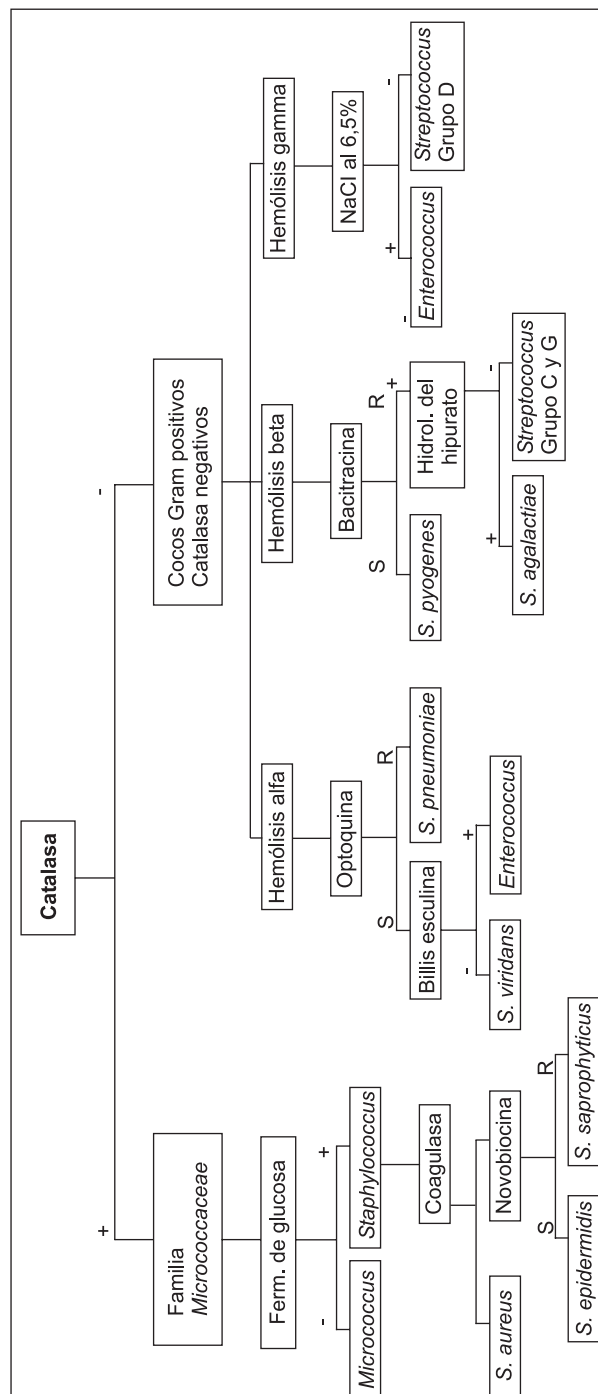 Catalasa
+
-
Familia
Micrococcaceae
Cocos Gram positivos
Catalasa negativos
Ferm. de glucosa
-
+
Micrococcus
Staphylococcus
Coagulasa
S. aureus
Novobiocina
S
R
S. epidermidis
S. saprophyticus
Hemólisis alfa
Optoquina
S
R
Billis esculina
S. pneumoniae
-
+
S. viridans
Enterococcus
Hemólisis beta
Bacitracina
S
R
+
S. pyogenes
Hidrol. del
hipurato
+
-
S. agalactiae
Streptococcus
Grupo C y G
Hemólisis gamma
NaCl al 6,5%
-
+
-
Enterococcus
Streptococcus
Grupo D